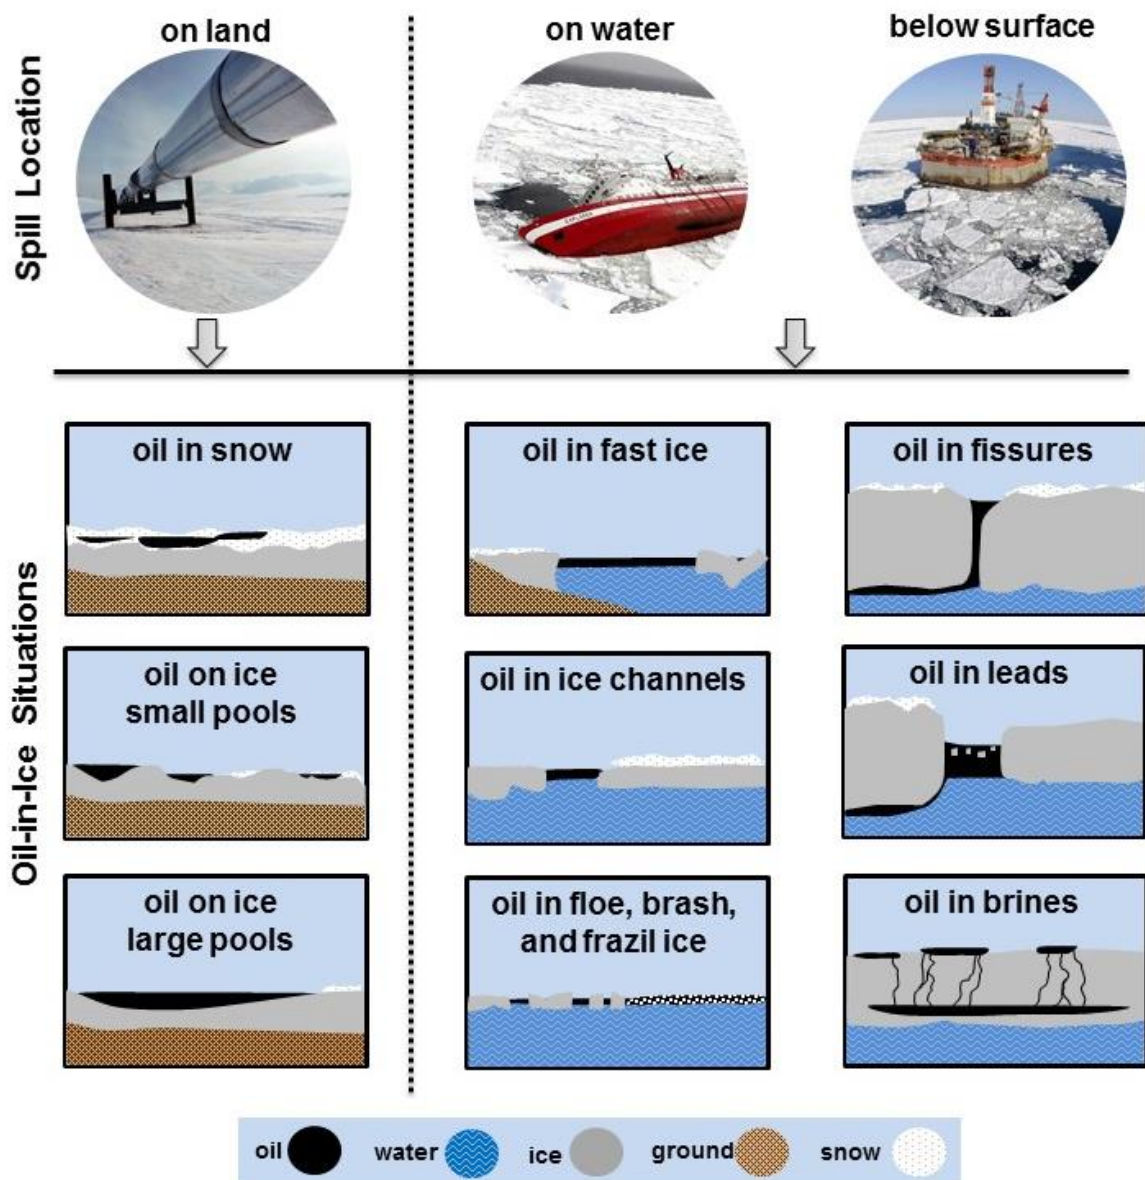 on land
on water
below surface
Spill Location
EXPLORER
Oil-in-Ice Situations
oil in snow
oil in fast ice
oil in fissures
oil on ice
small pools
oil in ice channels
oil in leads
oil on ice
large pools
oil in floe, brash,
and frazil ice
oil in brines
oil
water
ice
ground
snow